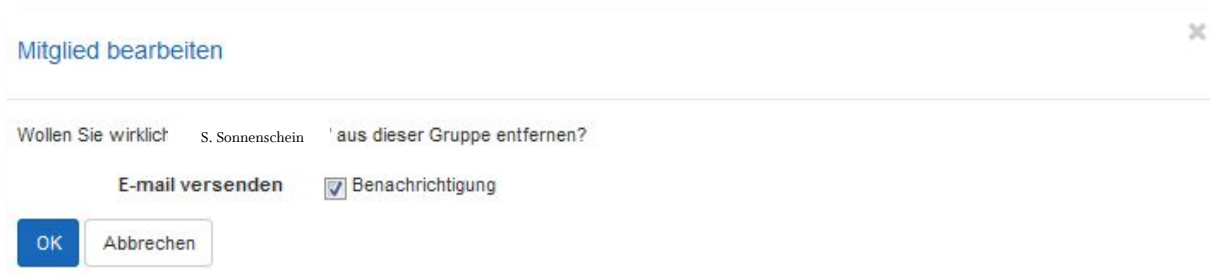 Mitglied bearbeiten
Wollen Sie wirklich S. Sonnenschein ' aus dieser Gruppe entfernen?
E-mail versenden Benachrichtigung
OK Abbrechen